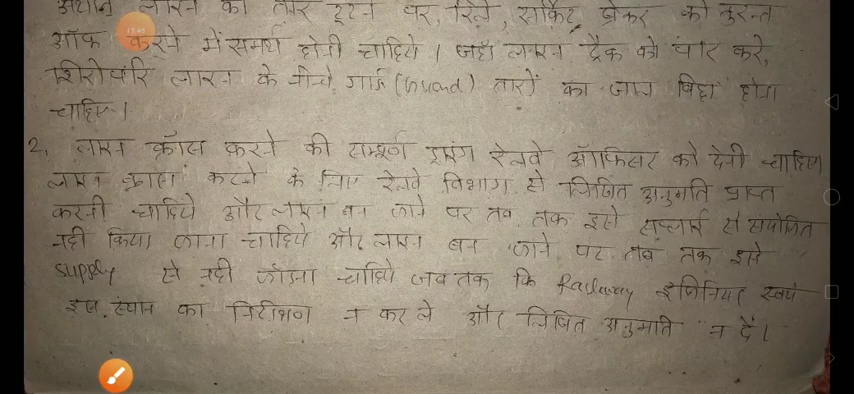 अर्थात लाइन का तार टूटने पर, रिले, सर्किट ब्रेकर को तुरन्त
ऑफ करने में समर्थ होनी चाहिये। जहाँ लाइन ट्रैक को पार करे,
शिरोपरि लाइन के नीचे गार्ड (Guard) तारों का जाल बिछा होना
चाहिए।
2. लाइन क्रॉस करने की सम्पूर्ण ड्राइंग रेलवे ऑफिसर को देनी चाहिए
लाइन क्रास करने के लिए रेलवे विभाग से लिखित अनुमति प्राप्त
करनी चाहिये और लाइन बन जाने पर तब तक इसे सप्लाई से संयोजित
नही किया जाना चाहिये और लाइन बन जाने पर तब तक इसे
supply से नही जोड़ना चाहिये जब तक कि Railway इंजिनियर स्वयं
इस स्थान का निरीक्षण न कर ले और लिखित अनुमति न दें।